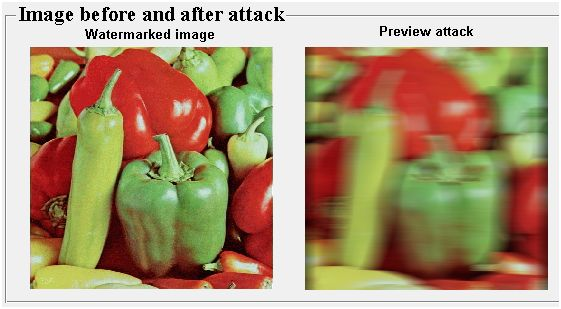 Image before and after attack
Watermarked image
Preview attack